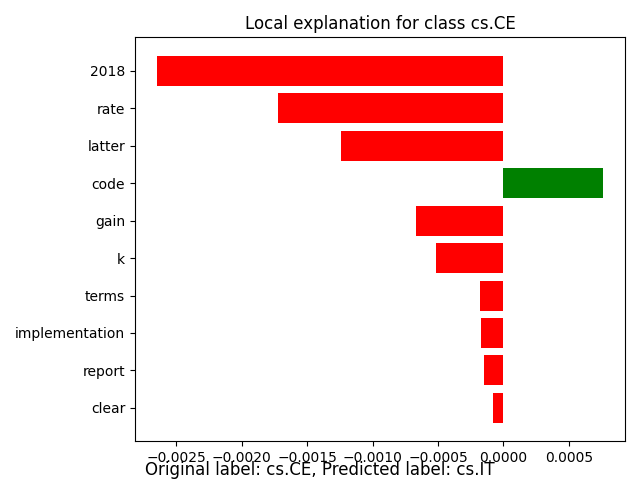 Local explanation for class cs.CE
2018
rate
latter
code
gain
k
terms
implementation
report
clear
−0.0025 −0.0020 −0.0015 −0.0010 −0.0005 0.0000 0.0005
Original label: cs.CE, Predicted label: cs.IT